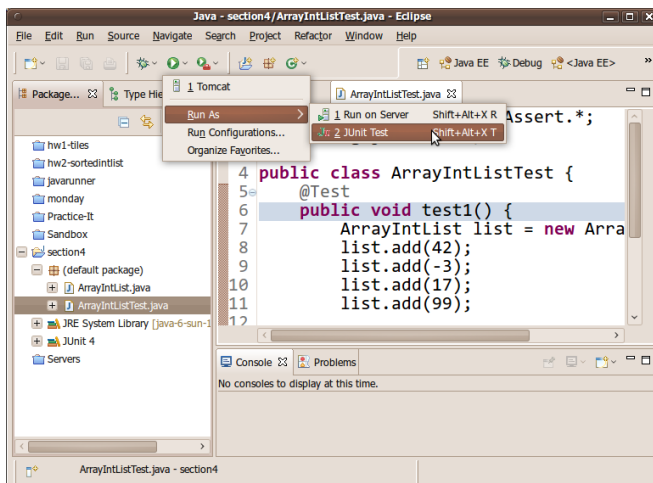 Java - section4/ArrayIntListTest.java - Eclipse
File Edit Run Source Navigate Search Project Refactor Window Help
Java EE Debug <Java EE> »
1 Tomcat
Run As
Run Configurations...
Organize Favorites...
1 Run on Server Shift+Alt+X R
2 JUnit Test Shift+Alt+X T
Package... Type Hie
ArrayIntListTest.java
hw1-tiles
hw2-sortedintlist
javarunner
monday
Practice-It
Sandbox
section4
(default package)
ArrayIntList.java
ArrayIntListTest.java
JRE System Library [java-6-sun-1
JUnit 4
Servers
Assert.*;
4 public class ArrayIntListTest {
5 @Test
6 public void test1() {
7 ArrayIntList list = new Arra
8 list.add(42);
9 list.add(-3);
10 list.add(17);
11 list.add(99);
12
Console Problems
No consoles to display at this time.
ArrayIntListTest.java - section4